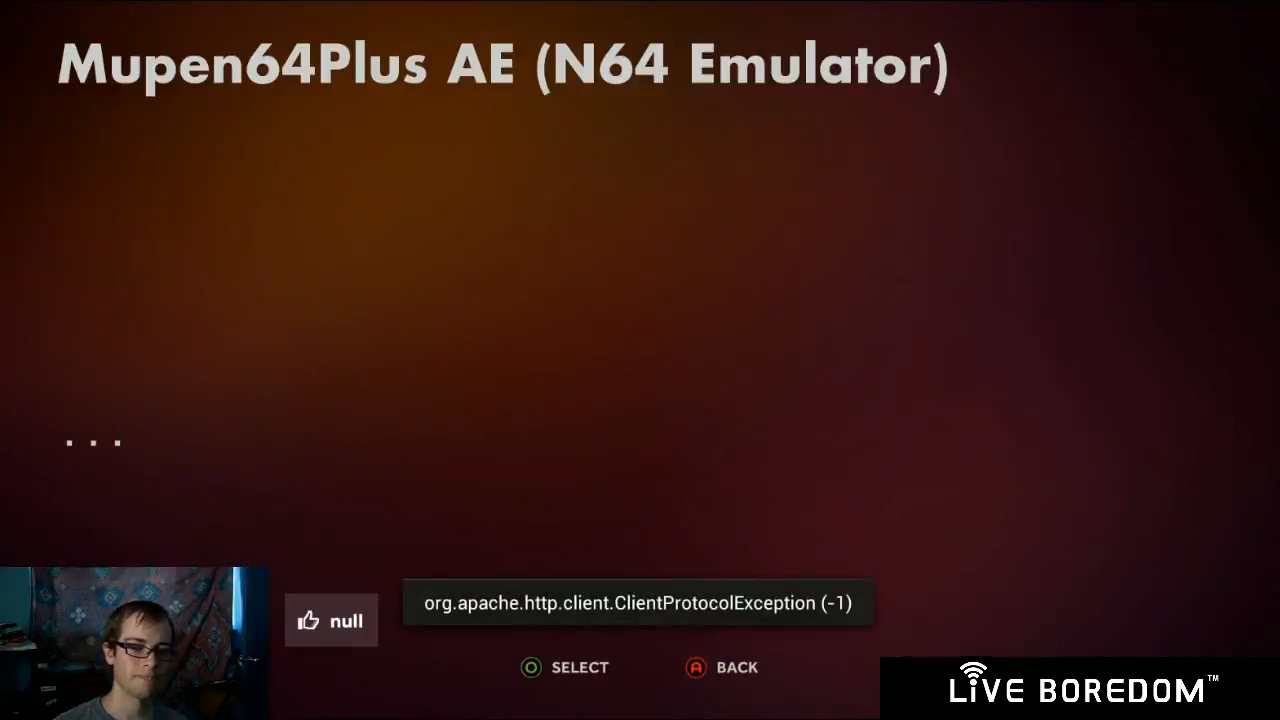 Mupen64Plus AE (N64 Emulator)
...
null
org.apache.http.client.ClientProtocolException (-1)
O SELECT
A BACK
LIVE BOREDOM™